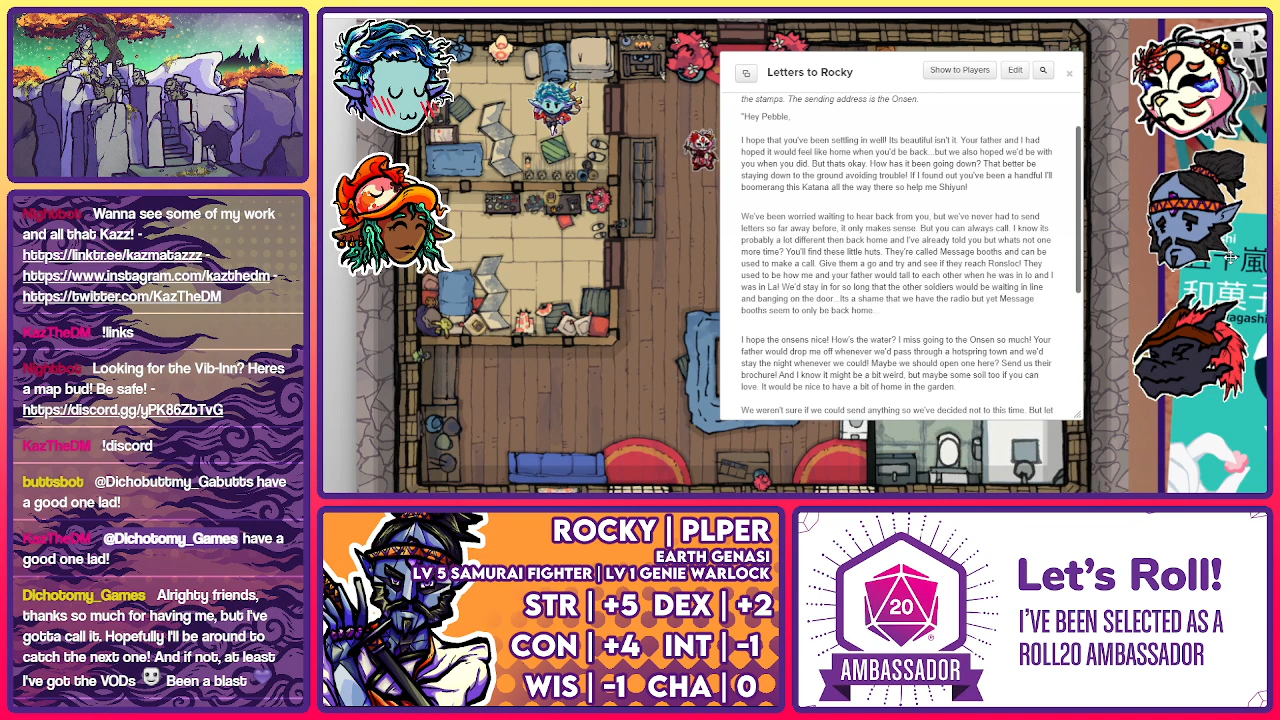 Nightbot Wanna see some of my work
and all that Kazz! -
https://linktr.ee/kazmatazzz -
https://www.instagram.com/kazthedm -
https://twitter.com/KazTheDM
KazTheDM !links
Nightbot Looking for the Vib-Inn? Heres
a map bud! Be safe! -
https://discord.gg/yPK86ZbTvG
KazTheDM !discord
buttsbot @Dichobuttmy_Gabutts have
a good one lad!
KazTheDM @Dichotomy_Games have a
good one lad!
Dichotomy_Games Alrighty friends,
thanks so much for having me, but I've
gotta call it. Hopefully I'll be around to
catch the next one! And if not, at least
I've got the VODs Been a blast
Letters to Rocky
Show to Players
Edit
the stamps. The sending address is the Onsen.
"Hey Pebble,
I hope that you've been settling in well! Its beautiful isn't it. Your father and I had
hoped it would feel like home when you'd be back...but we also hoped we'd be with
you when you did. But thats okay. How has it been going down? That better be
staying down to the ground avoiding trouble! If I found out you've been a handful I'll
boomerang this Katana all the way there so help me Shiyun!
We've been worried waiting to hear back from you, but we've never had to send
letters so far away before, it only makes sense. But you can always call. I know its
probably a lot different then back home and I've already told you but whats not one
more time? You'll find these little huts. They're called Message booths and can be
used to make a call. Give them a go and try and see if they reach Ronsloc! They
used to be how me and your father would tall to each other when he was in Io and I
was in La! We'd stay in for so long that the other soldiers would be waiting in line
and banging on the door...Its a shame that we have the radio but yet Message
booths seem to only be back home...
I hope the onsens nice! How's the water? I miss going to the Onsen so much! Your
father would drop me off whenever we'd pass through a hotspring town and we'd
stay the night whenever we could! Maybe we should open one here? Send us their
brochure! And I know it might be a bit weird, but maybe some soil too if you can
love. It would be nice to have a bit of home in the garden.
We weren't sure if we could send anything so we've decided not to this time. But let
五十嵐
和菓子
ROCKY | PLPER
EARTH GENASI
LV 5 SAMURAI FIGHTER | LV 1 GENIE WARLOCK
STR | +5 DEX | +2
CON | +4 INT | -1
WIS | -1 CHA | 0
20
AMBASSADOR
Let's Roll!
I'VE BEEN SELECTED AS A
ROLL20 AMBASSADOR